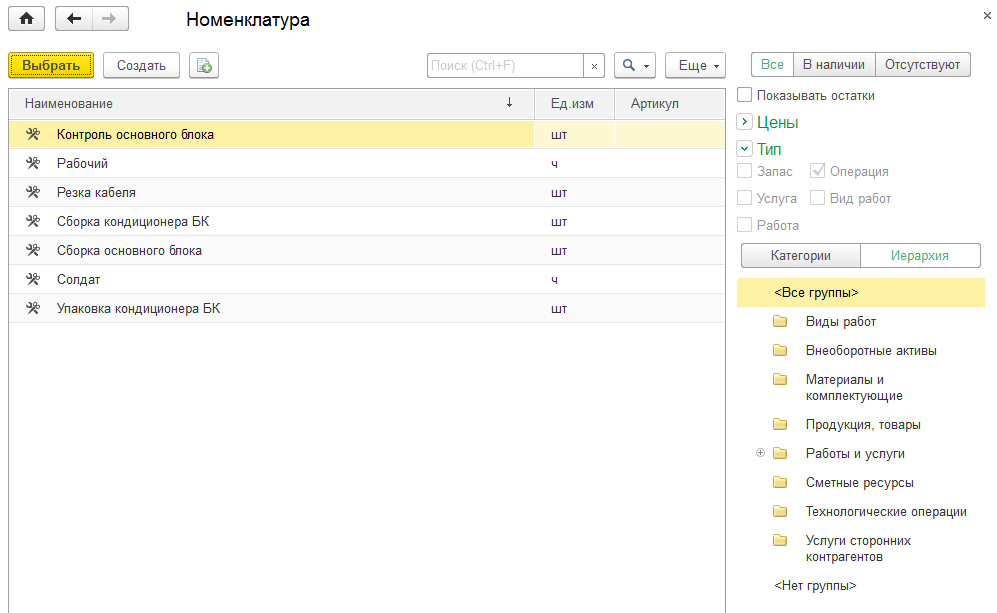 Номенклатура
Выбрать
Создать
Поиск (Ctrl+F)
Еще
Все
В наличии
Отсутствуют
Наименование
Ед.изм
Артикул
Контроль основного блока
шт
Рабочий
ч
Резка кабеля
шт
Сборка кондиционера БК
шт
Сборка основного блока
шт
Солдат
ч
Упаковка кондиционера БК
шт
Показывать остатки
Цены
Тип
Запас
Операция
Услуга
Вид работ
Работа
Категории
Иерархия
<Все группы>
Виды работ
Внеоборотные активы
Материалы и
комплектующие
Продукция, товары
Работы и услуги
Сметные ресурсы
Технологические операции
Услуги сторонних
контрагентов
<Нет группы>